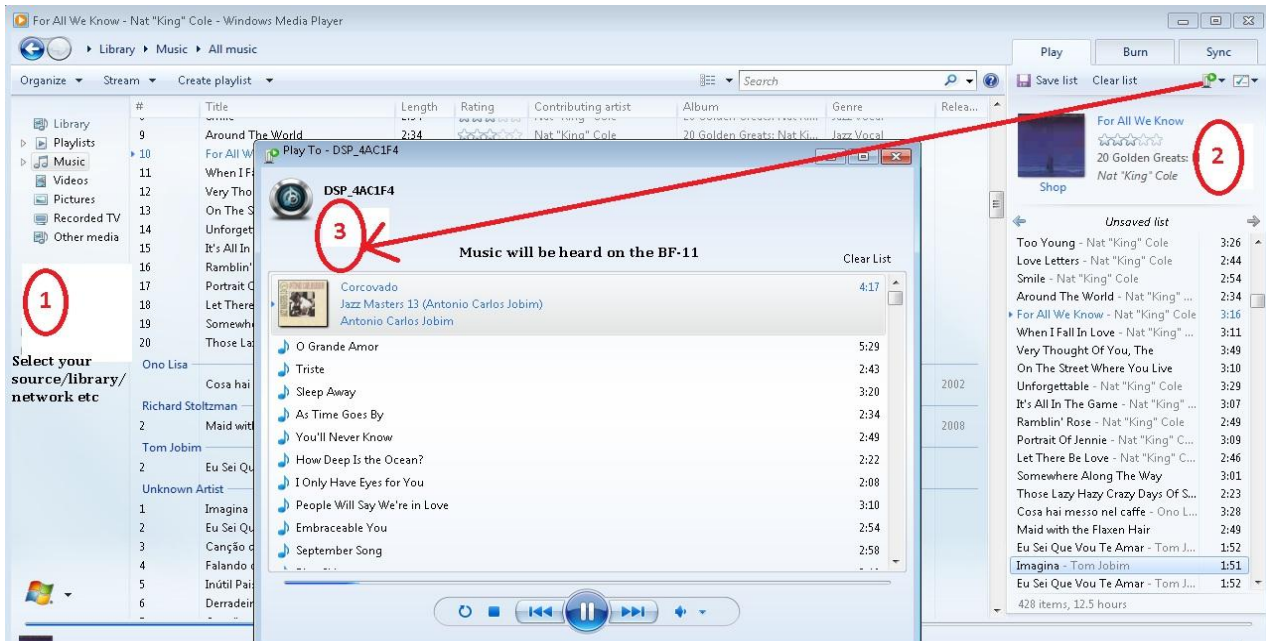 For All We Know - Nat "King" Cole - Windows Media Player
Library Music All music
Play Burn Sync
Organize Stream Create playlist Search Save list Clear list
Library
Playlists
Music
Videos
Pictures
Recorded TV
Other media
1
Select your
source/library/
network etc
# Title Length Rating Contributing artist Album Genre Relea...
9 Around The World 2:34 Nat "King" Cole 20 Golden Greats: Nat Ki... Jazz Vocal
10 For All W
11 When I F
12 Very Tho
13 On The S
14 Unforget
15 It's All In
16 Ramblin'
17 Portrait
18 Let There
19 Somewh
20 Those La
Ono Lisa
Cosa hai 2002
Richard Stoltzman
2 Maid wit 2008
Tom Jobim
2 Eu Sei Qu
Unknown Artist
1 Imagina
2 Eu Sei Qu
3 Canção
4 Falando
5 Inútil Pai
6 Derradeir
Play To - DSP_4AC1F4
DSP_4AC1F4
3
Music will be heard on the BF-11
Clear List
Corcovado 4:17
Jazz Masters 13 (Antonio Carlos Jobim)
Antonio Carlos Jobim
O Grande Amor 5:29
Triste 2:43
Sleep Away 3:20
As Time Goes By 2:34
You'll Never Know 2:49
How Deep Is the Ocean? 2:22
I Only Have Eyes for You 2:08
People Will Say We're in Love 3:10
Embraceable You 2:54
September Song 2:58
For All We Know
20 Golden Greats:
Nat "King" Cole
Shop
2
Unsaved list
Too Young - Nat "King" Cole 3:26
Love Letters - Nat "King" Cole 2:44
Smile - Nat "King" Cole 2:54
Around The World - Nat "King" ... 2:34
For All We Know - Nat "King" Cole 3:16
When I Fall In Love - Nat "King" ... 3:11
Very Thought Of You, The 3:49
On The Street Where You Live 3:10
Unforgettable - Nat "King" Cole 3:29
It's All In The Game - Nat "King" ... 3:07
Ramblin' Rose - Nat "King" Cole 2:49
Portrait Of Jennie - Nat "King" C... 3:09
Let There Be Love - Nat "King" C... 2:46
Somewhere Along The Way 3:01
Those Lazy Hazy Crazy Days Of S... 2:23
Cosa hai messo nel caffe - Ono L... 3:28
Maid with the Flaxen Hair 2:49
Eu Sei Que Vou Te Amar - Tom J... 1:52
Imagina - Tom Jobim 1:51
Eu Sei Que Vou Te Amar - Tom J... 1:52
428 items, 12.5 hours